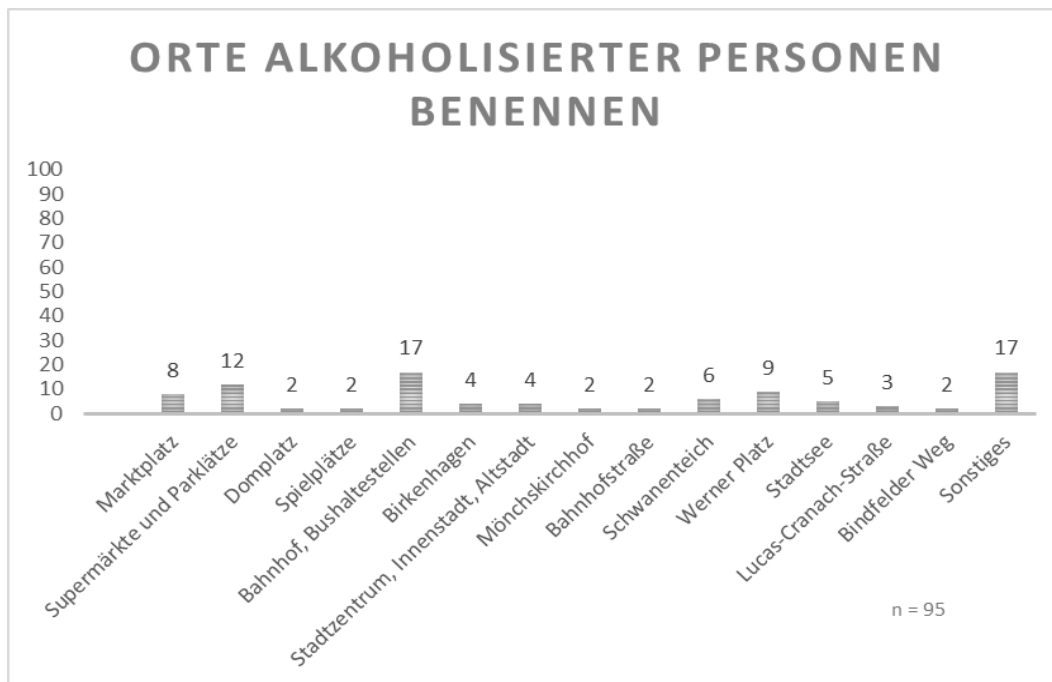 ORTE ALKOHOLISIERTER PERSONEN
BENENNEN
100
90
80
70
60
50
40
30
20
10
0
8
12
2
2
17
4
4
2
2
6
9
5
3
2
17
Marktplatz
Supermärkte und Parklätze
Domplatz
Spielplätze
Bahnhof, Bushaltestellen
Birkenhagen
Stadtzentrum, Innenstadt, Altstadt
Mönchskirchhof
Bahnhofstraße
Schwanenteich
Werner Platz
Stadtsee
Lucas-Cranach-Straße
Bindfelder Weg
Sonstiges
n = 95